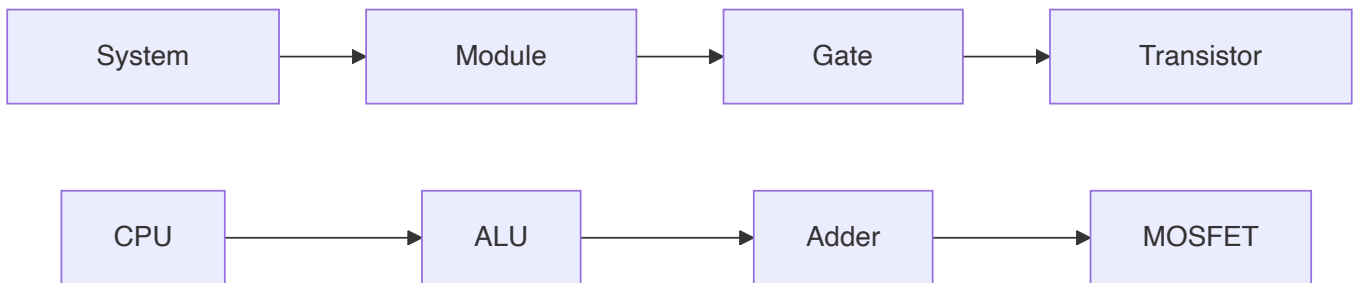 System Module Gate Transistor
CPU ALU Adder MOSFET